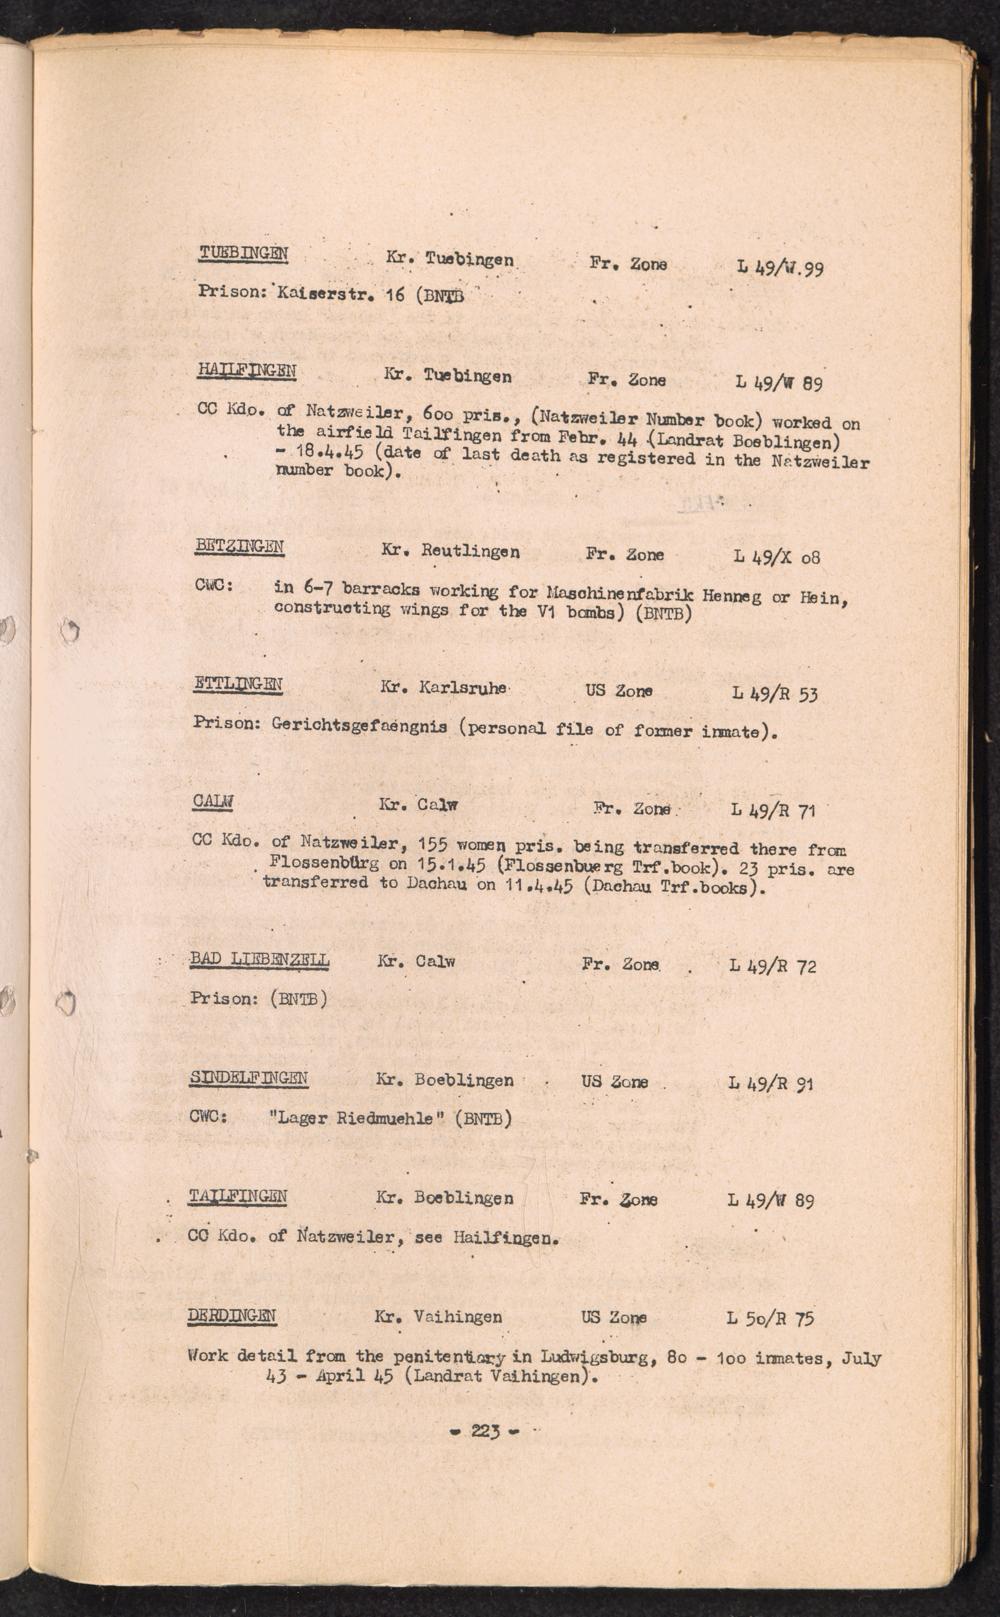 TUEBINGEN Kr. Tuebingen Fr. Zone L 49/W.99
Prison: Kaiserstr. 16 (BNTB
HAILFINGEN Kr. Tuebingen Fr. Zone L 49/W 89
CC Kdo. of Natzweiler, 6oo pris., (Natzweiler Number book) worked on
the airfield Tailfingen from Febr. 44 (Landrat Boeblingen)
- 18.4.45 (date of last death as registered in the Natzweiler
number book).
BETZINGEN Kr. Reutlingen Fr. Zone L 49/X o8
CWC: in 6-7 barracks working for Maschinenfabrik Henneg or Hein,
constructing wings for the V1 bombs) (BNTB)
ETTLINGEN Kr. Karlsruhe US Zone L 49/R 53
Prison: Gerichtsgefaengnis (personal file of former inmate).
CALW Kr. Calw Fr. Zone L 49/R 71
CC Kdo. of Natzweiler, 155 women pris. being transferred there from
Flossenbürg on 15.1.45 (Flossenbuerg Trf.book). 23 pris. are
transferred to Dachau on 11.4.45 (Dachau Trf.books).
BAD LIEBENZELL Kr. Calw Fr. Zone L 49/R 72
Prison: (BNTB)
SINDELFINGEN Kr. Boeblingen US Zone L 49/R 91
CWC: "Lager Riedmuehle" (BNTB)
TAILFINGEN Kr. Boeblingen Fr. Zone L 49/W 89
CC Kdo. of Natzweiler, see Hailfingen.
DERDINGEN Kr. Vaihingen US Zone L 5o/R 75
Work detail from the penitentiary in Ludwigsburg, 8o - 1oo inmates, July
43 - April 45 (Landrat Vaihingen).
- 223 -